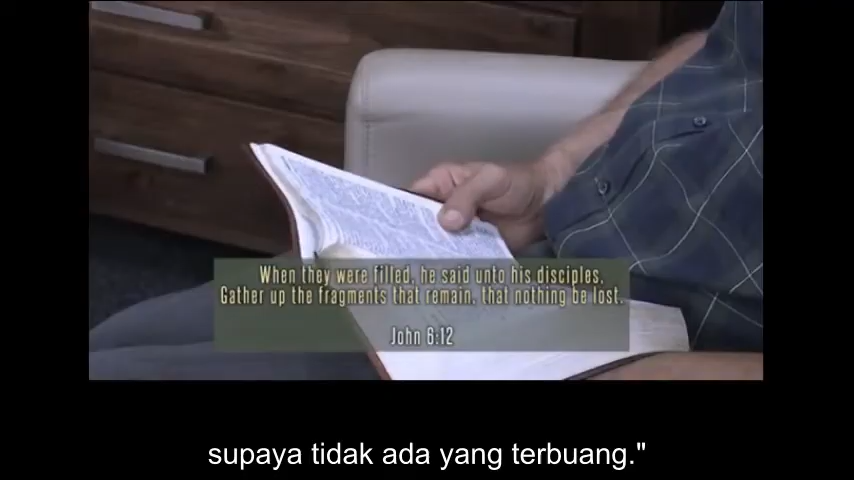 When they were filled, he said unto his disciples,
Gather up the fragments that remain, that nothing be lost.
John 6:12
supaya tidak ada yang terbuang."